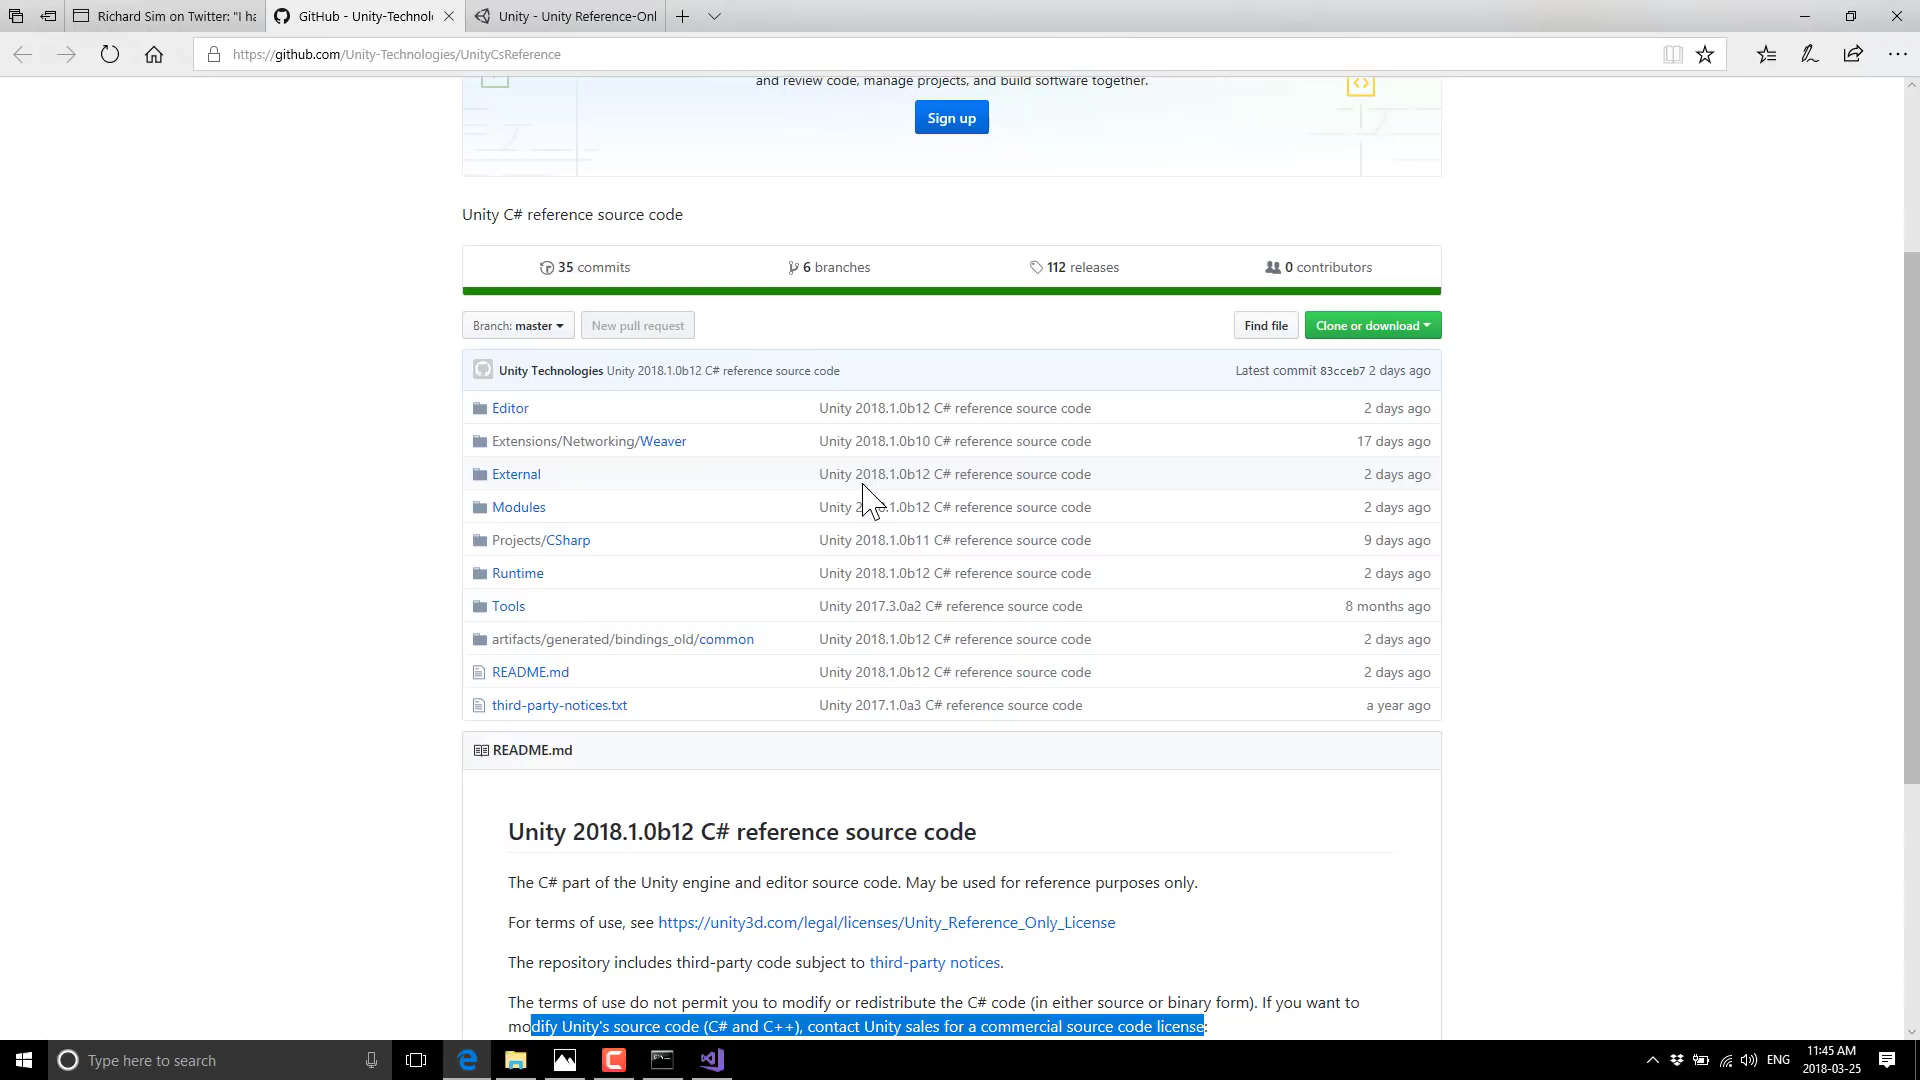 Richard Sim on Twitter: "I ha
GitHub - Unity-Technolo
Unity - Unity Reference-Onl
https://github.com/Unity-Technologies/UnityCsReference
and review code, manage projects, and build software together.
Sign up
Unity C# reference source code
35 commits
6 branches
112 releases
0 contributors
Branch: master
New pull request
Find file
Clone or download
Unity Technologies Unity 2018.1.0b12 C# reference source code
Latest commit 83cceb7 2 days ago
Editor
Unity 2018.1.0b12 C# reference source code
2 days ago
Extensions/Networking/Weaver
Unity 2018.1.0b10 C# reference source code
17 days ago
External
Unity 2018.1.0b12 C# reference source code
2 days ago
Modules
Unity 2018.1.0b12 C# reference source code
2 days ago
Projects/CSharp
Unity 2018.1.0b11 C# reference source code
9 days ago
Runtime
Unity 2018.1.0b12 C# reference source code
2 days ago
Tools
Unity 2017.3.0a2 C# reference source code
8 months ago
artifacts/generated/bindings_old/common
Unity 2018.1.0b12 C# reference source code
2 days ago
README.md
Unity 2018.1.0b12 C# reference source code
2 days ago
third-party-notices.txt
Unity 2017.1.0a3 C# reference source code
a year ago
README.md
Unity 2018.1.0b12 C# reference source code
The C# part of the Unity engine and editor source code. May be used for reference purposes only.
For terms of use, see https://unity3d.com/legal/licenses/Unity_Reference_Only_License
The repository includes third-party code subject to third-party notices.
The terms of use do not permit you to modify or redistribute the C# code (in either source or binary form). If you want to
modify Unity's source code (C# and C++), contact Unity sales for a commercial source code license:
Type here to search
ENG
11:45 AM
2018-03-25